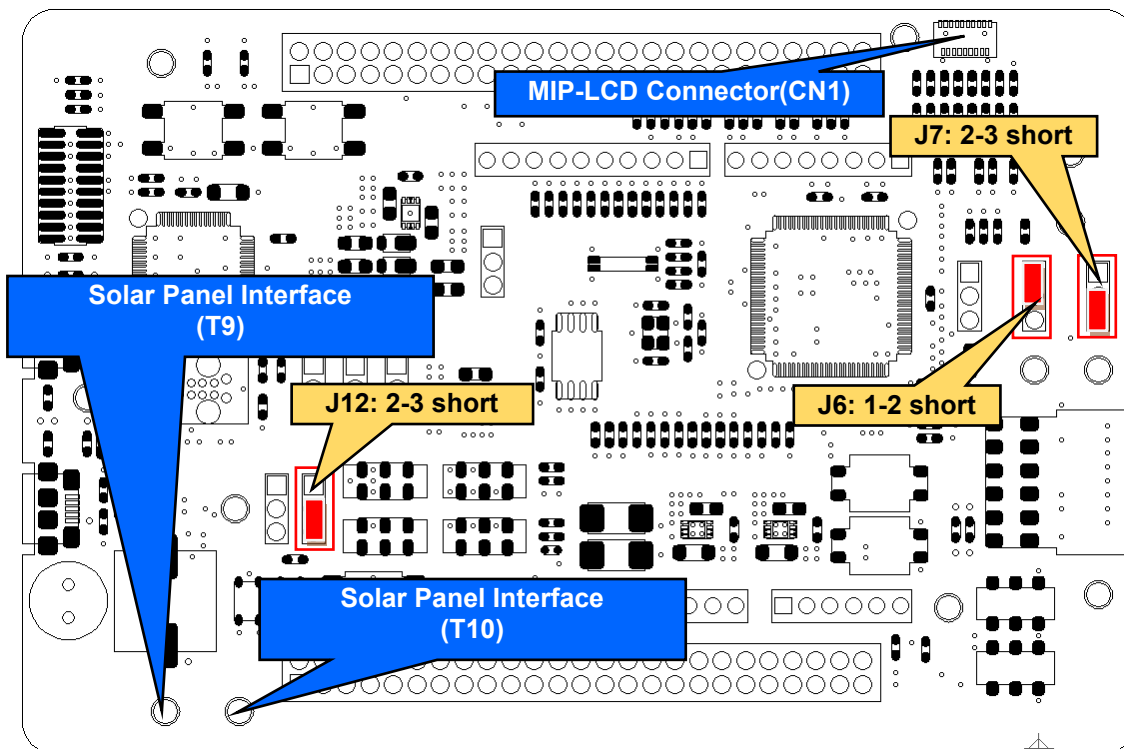 MIP-LCD Connector(CN1)
J7: 2-3 short
Solar Panel Interface
(T9)
J12: 2-3 short
J6: 1-2 short
Solar Panel Interface
(T10)